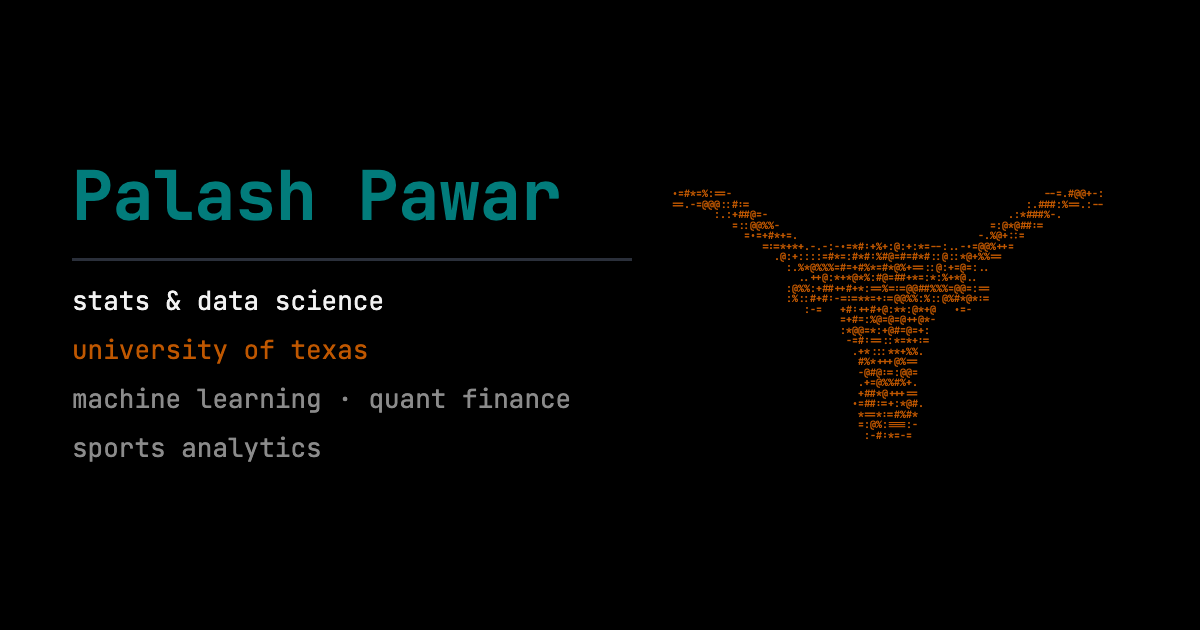 Palash Pawar
stats & data science
university of texas
machine learning · quant finance
sports analytics